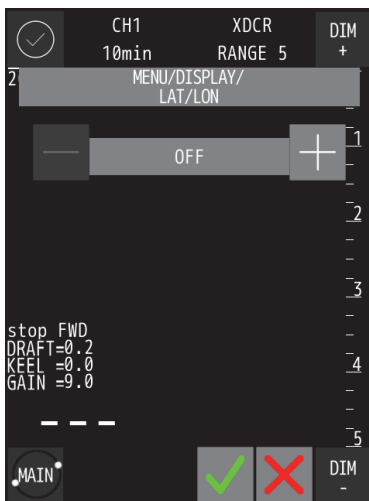 CH1 XDCR DIM
10min RANGE 5 +
2
MENU/DISPLAY/
LAT/LON
1
OFF
2
3
stop FWD
DRAFT=0.2
KEEL =0.0
GAIN =9.0
4
– – –
5
MAIN
DIM
-